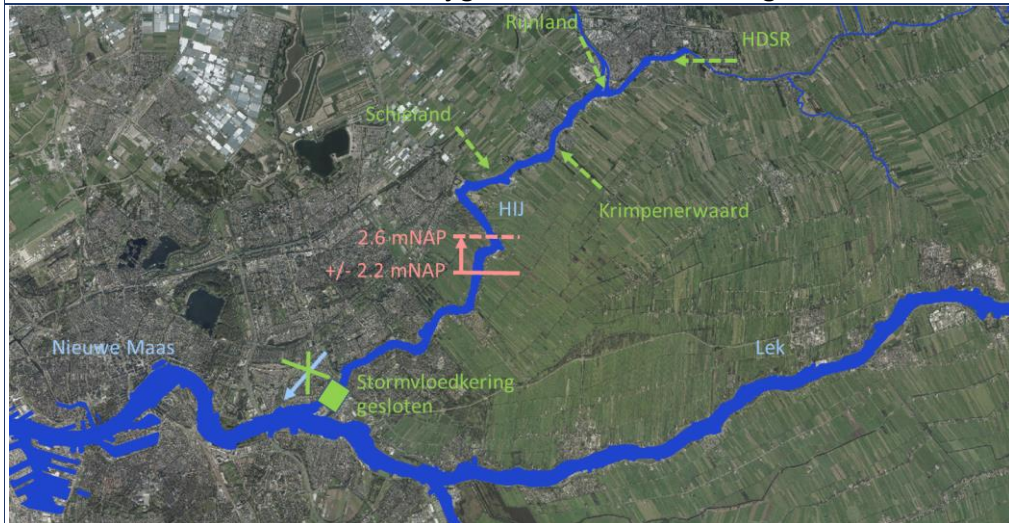 Rijnland
HDSR
Schieland
HIJ
Krimpenerwaard
2.6 mNAP
+/- 2.2 mNAP
Nieuwe Maas
Lek
Stormvloedkering
gesloten